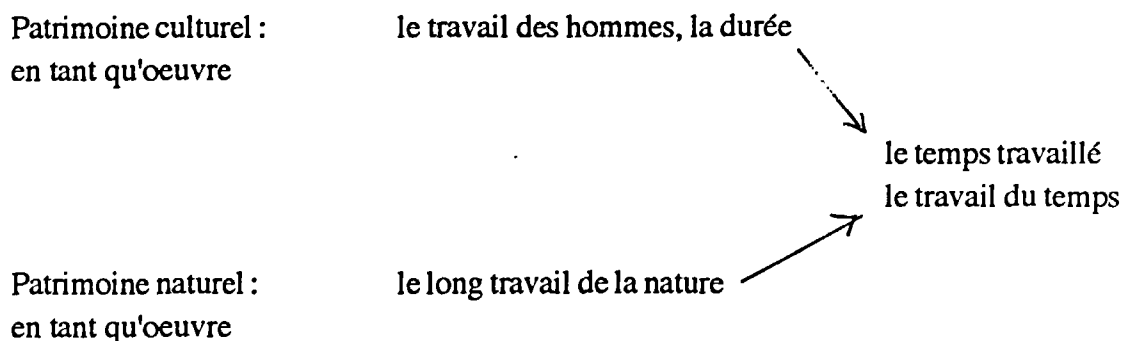 Patrimoine culturel : le travail des hommes, la durée
en tant qu'oeuvre
le temps travaillé
le travail du temps
Patrimoine naturel : le long travail de la nature
en tant qu'oeuvre